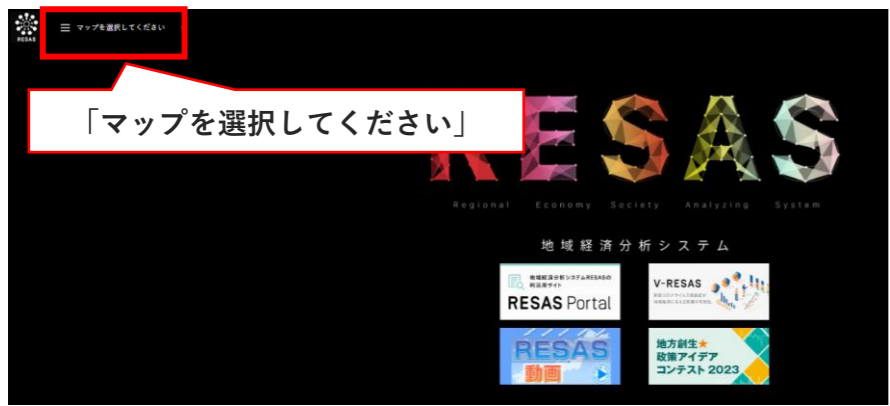 RESAS
マップを選択してください
「マップを選択してください」
RESAS
Regional Economy Society Analyzing System
地域経済分析システム
地域経済分析システムRESASの
利活用サイト
RESAS Portal
V-RESAS
RESAS
動画
地方創生★
政策アイデア
コンテスト 2023